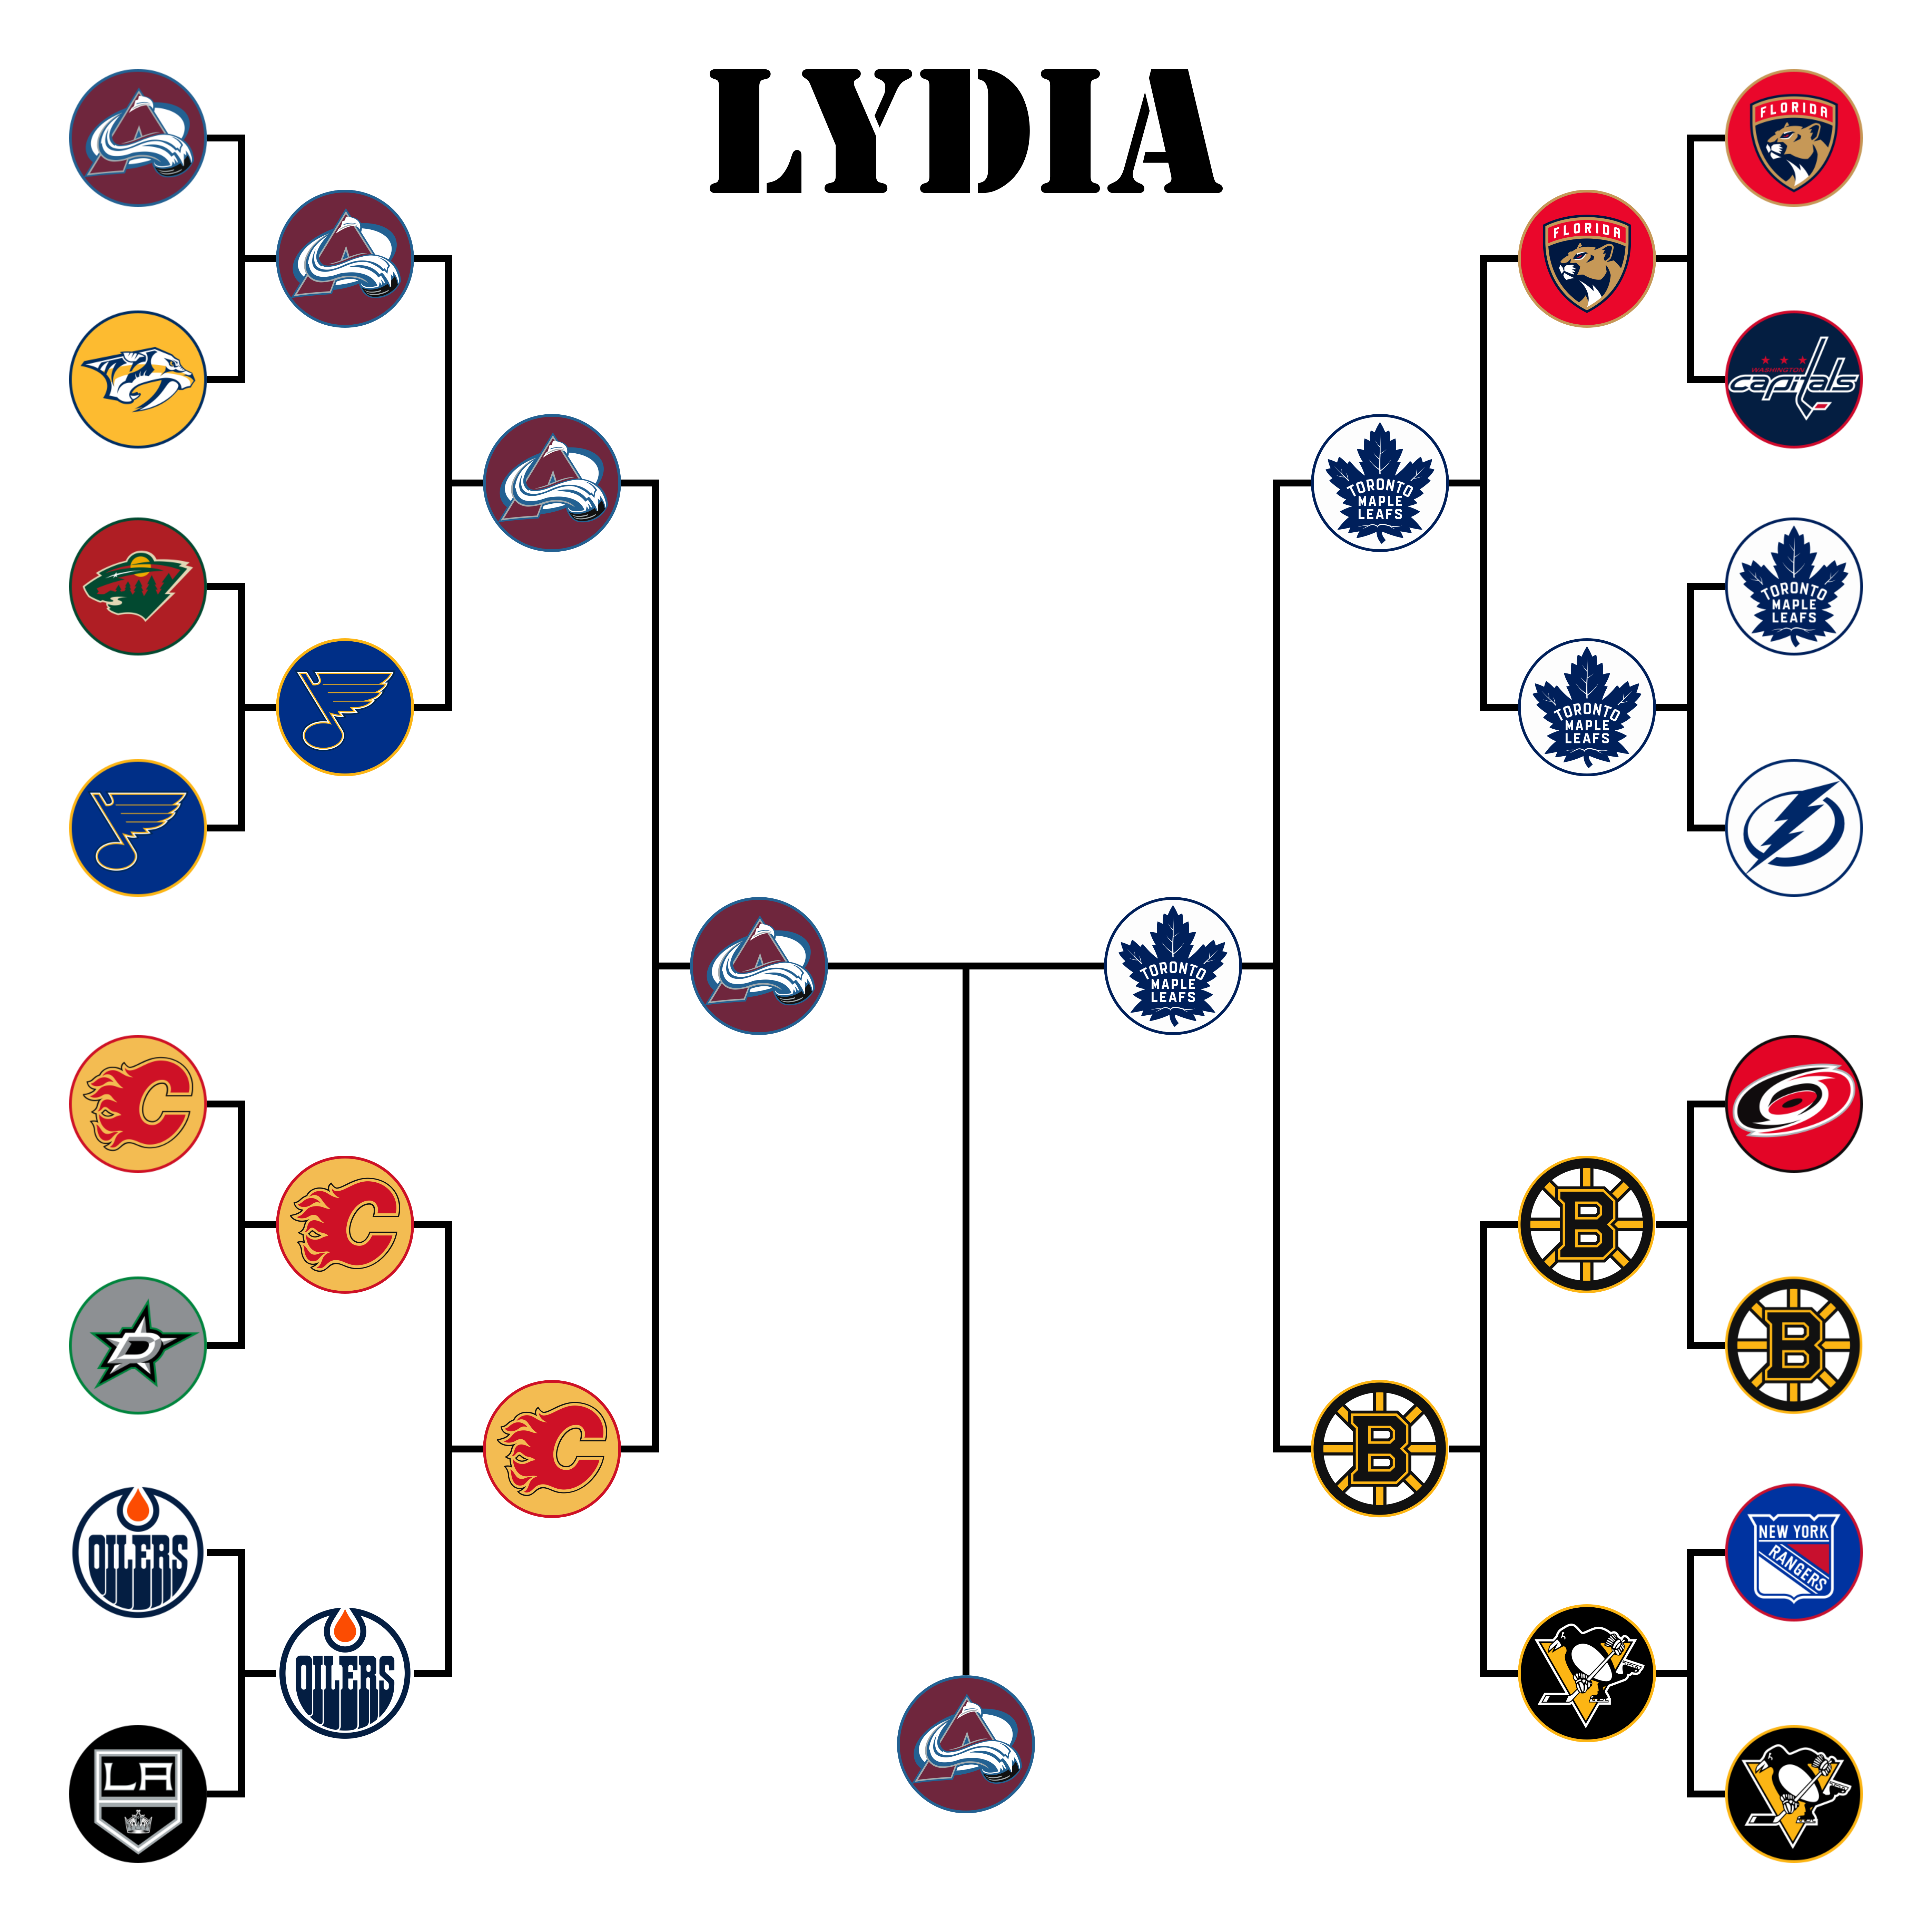 LYDIA
FLORIDA
FLORIDA
WASHINGTON
capitals
TORONTO
MAPLE
LEAFS
TORONTO
MAPLE
LEAFS
TORONTO
MAPLE
LEAFS
TORONTO
MAPLE
LEAFS
C
C
C
D
B
B
B
OILERS
OILERS
NEW YORK
RANGERS
LA
A
A
A
A
A